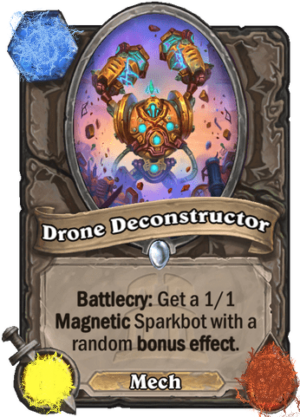 Drone Deconstructor
Battlecry: Get a 1/1
Magnetic Sparkbot with a
random bonus effect.
Mech